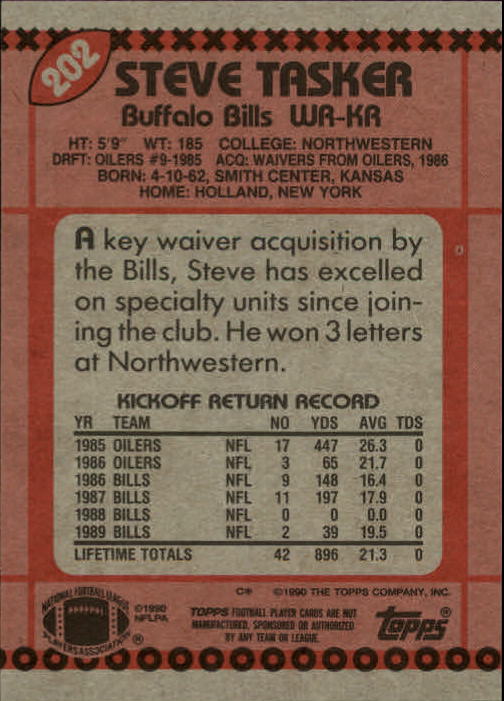 202
STEVE TASKER
Buffalo Bills WR-KR
HT: 5'9" WT: 185 COLLEGE: NORTHWESTERN
DRFT: OILERS #9-1985 ACQ: WAIVERS FROM OILERS, 1986
BORN: 4-10-62, SMITH CENTER, KANSAS
HOME: HOLLAND, NEW YORK
A key waiver acquisition by
the Bills, Steve has excelled
on specialty units since join-
ing the club. He won 3 letters
at Northwestern.
KICKOFF RETURN RECORD
YR TEAM NO YDS AVG TDS
1985 OILERS NFL 17 447 26.3 0
1986 OILERS NFL 3 65 21.7 0
1986 BILLS NFL 9 148 16.4 0
1987 BILLS NFL 11 197 17.9 0
1988 BILLS NFL 0 0 0.0 0
1989 BILLS NFL 2 39 19.5 0
LIFETIME TOTALS 42 896 21.3 0
C* ©1990 THE TOPPS COMPANY, INC.
NATIONAL FOOTBALL LEAGUE
PLAYERS ASSOCIATION ®
©1990
NFLPA
TOPPS FOOTBALL PLAYER CARDS ARE NOT
MANUFACTURED, SPONSORED OR AUTHORIZED
BY ANY TEAM OR LEAGUE.
topps®